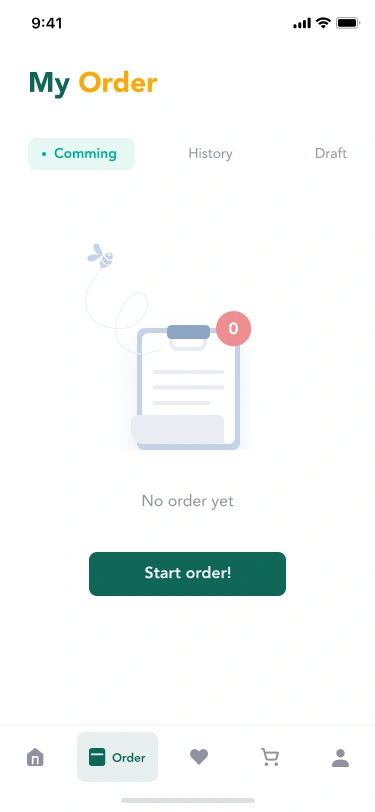 9:41
My Order
• Comming
History
Draft
0
No order yet
Start order!
Order